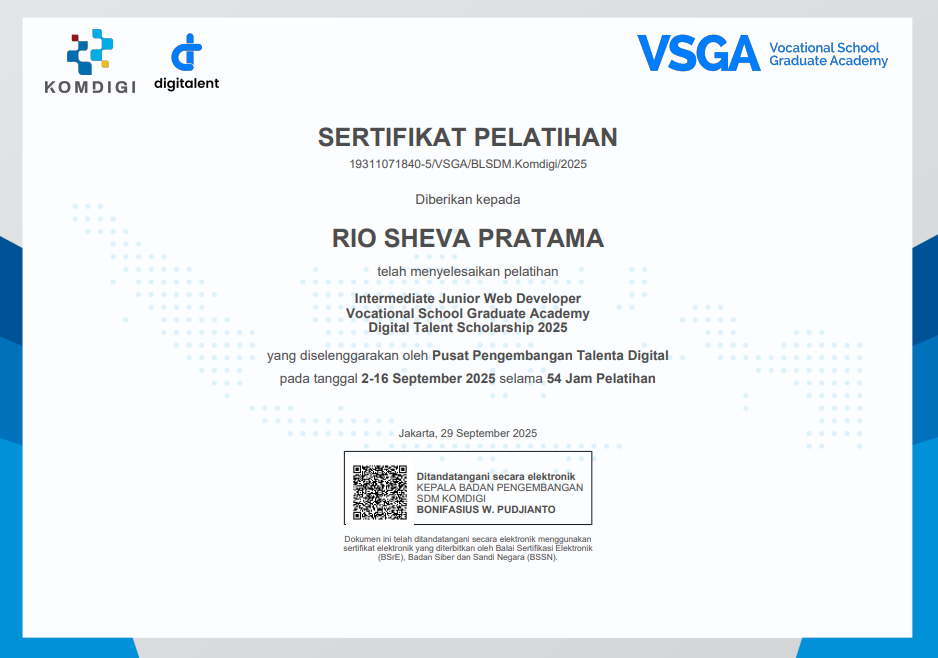 KOMDIGI
digitalent
VSGA
Vocational School
Graduate Academy
SERTIFIKAT PELATIHAN
19311071840-5/VSGA/BLSDM.Komdigi/2025
Diberikan kepada
RIO SHEVA PRATAMA
telah menyelesaikan pelatihan
Intermediate Junior Web Developer
Vocational School Graduate Academy
Digital Talent Scholarship 2025
yang diselenggarakan oleh Pusat Pengembangan Talenta Digital
pada tanggal 2-16 September 2025 selama 54 Jam Pelatihan
Jakarta, 29 September 2025
Ditandatangani secara elektronik
KEPALA BADAN PENGEMBANGAN
SDM KOMDIGI
BONIFASIUS W. PUDJIANTO
Dokumen ini telah ditandatangani secara elektronik menggunakan
sertifikat elektronik yang diterbitkan oleh Balai Sertifikasi Elektronik
(BSrE), Badan Siber dan Sandi Negara (BSSN).